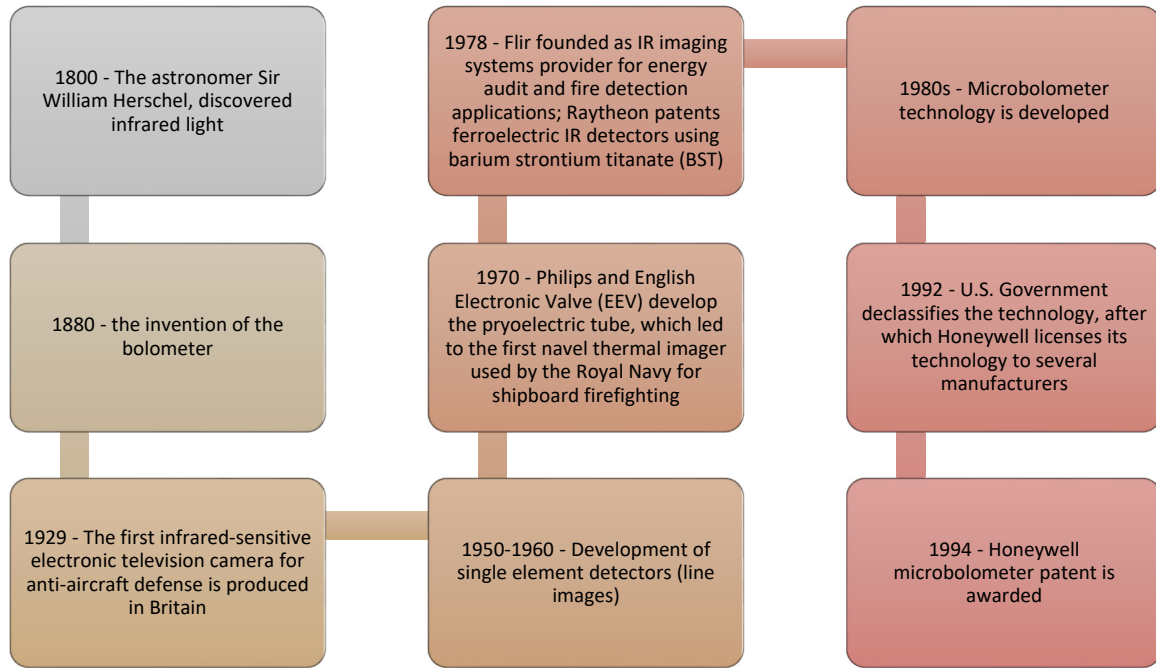 1800 - The astronomer Sir
William Herschel, discovered
infrared light
1880 - the invention of the
bolometer
1929 - The first infrared-sensitive
electronic television camera for
anti-aircraft defense is produced
in Britain
1950-1960 - Development of
single element detectors (line
images)
1970 - Philips and English
Electronic Valve (EEV) develop
the pryoelectric tube, which led
to the first navel thermal imager
used by the Royal Navy for
shipboard firefighting
1978 - Flir founded as IR imaging
systems provider for energy
audit and fire detection
applications; Raytheon patents
ferroelectric IR detectors using
barium strontium titanate (BST)
1980s - Microbolometer
technology is developed
1992 - U.S. Government
declassifies the technology, after
which Honeywell licenses its
technology to several
manufacturers
1994 - Honeywell
microbolometer patent is
awarded